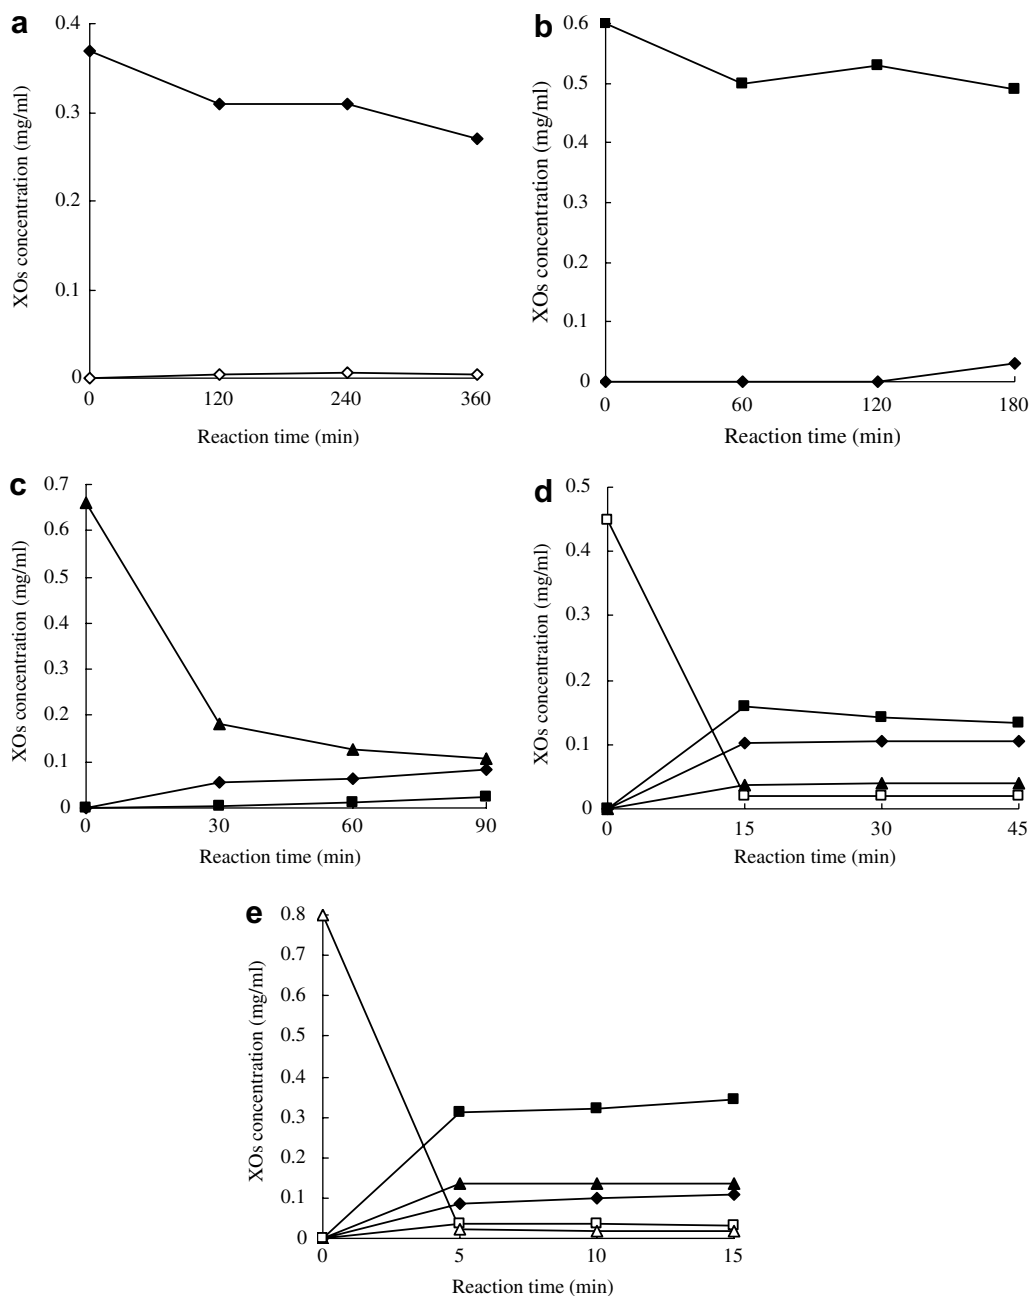 a
0.4
0.3
0.2
0.1
0
XOs concentration (mg/ml)
0 120 240 360
Reaction time (min)
b
0.6
0.5
0.4
0.3
0.2
0.1
0
XOs concentration (mg/ml)
0 60 120 180
Reaction time (min)
c
0.7
0.6
0.5
0.4
0.3
0.2
0.1
0
XOs concentration (mg/ml)
0 30 60 90
Reaction time (min)
d
0.5
0.4
0.3
0.2
0.1
0
XOs concentration (mg/ml)
0 15 30 45
Reaction time (min)
e
0.8
0.7
0.6
0.5
0.4
0.3
0.2
0.1
0
XOs concentration (mg/ml)
0 5 10 15
Reaction time (min)